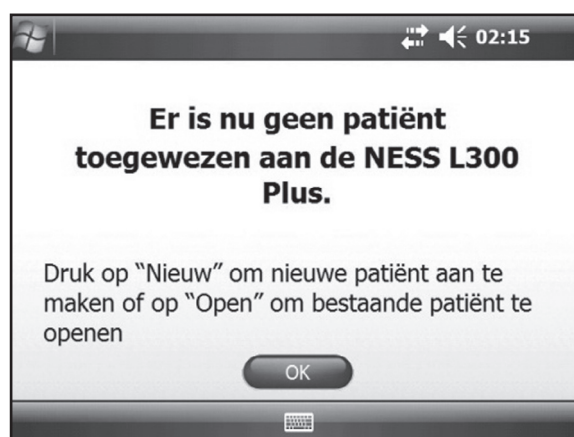 02:15
Er is nu geen patiënt
toegewezen aan de NESS L300
Plus.
Druk op “Nieuw” om nieuwe patiënt aan te
maken of op “Open” om bestaande patiënt te
openen
OK